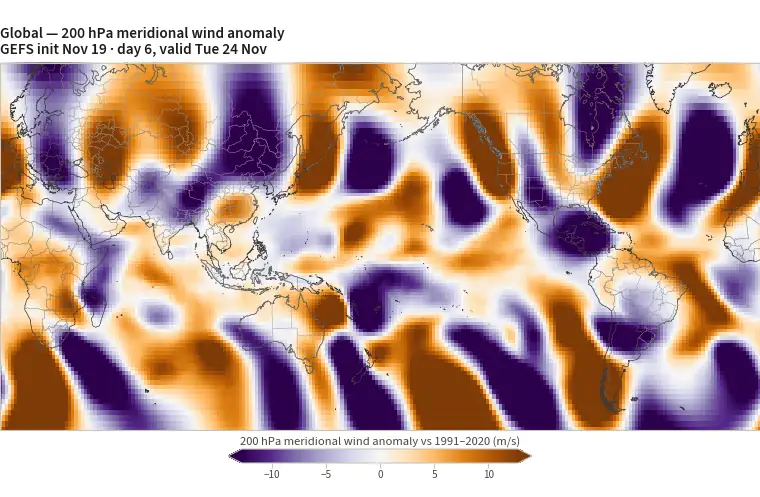 Global — 200 hPa meridional wind anomaly
GEFS init Nov 19 · day 6, valid Tue 24 Nov
200 hPa meridional wind anomaly vs 1991–2020 (m/s)
−10 −5 0 5 10